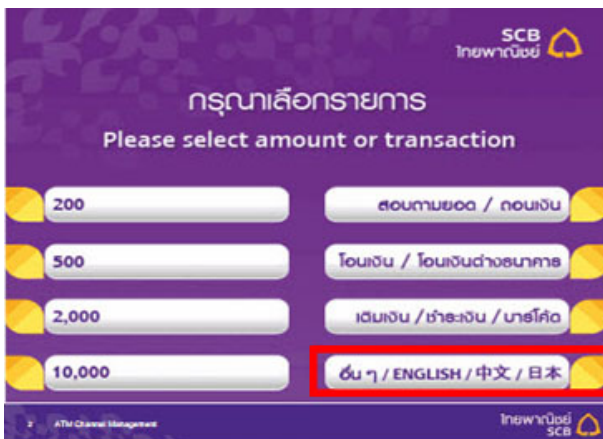 SCB
ไทยพาณิชย์
กรุณาเลือกรายการ
Please select amount or transaction
200
สอบถามยอด / ถอนเงิน
500
โอนเงิน / โอนเงินต่างธนาคาร
2,000
เติมเงิน / ชำระเงิน / บาร์โค้ด
10,000
อื่น ๆ / ENGLISH / 中文 / 日本
2 ATM Channel Management
ไทยพาณิชย์
SCB